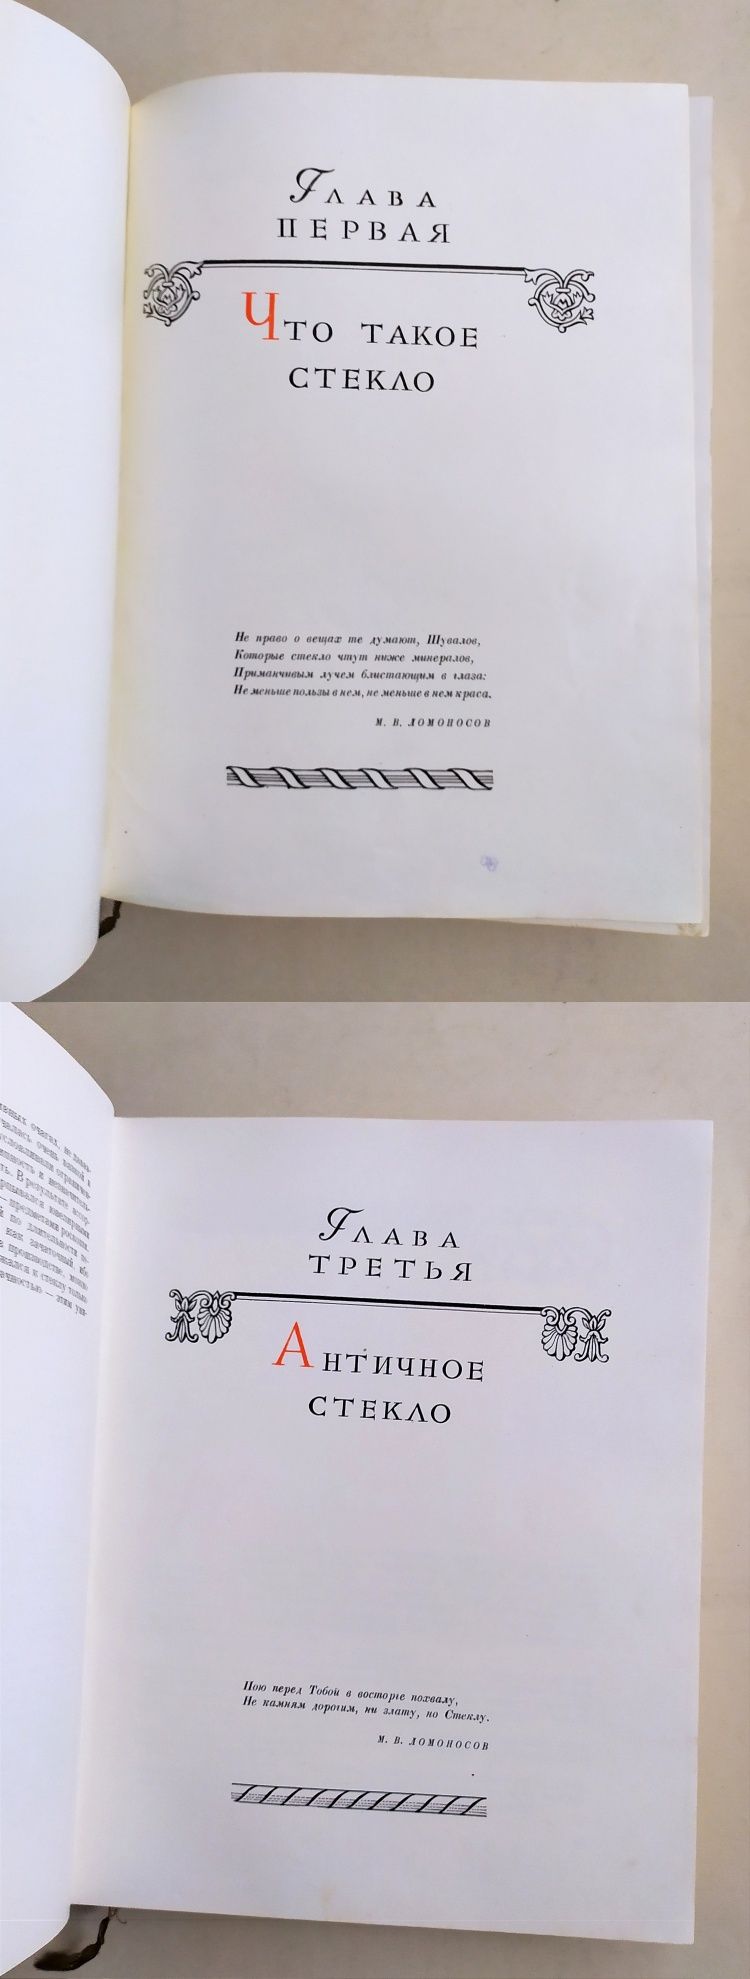 Глава
ПЕРВАЯ
Что такое
стекло
Не право о вещах те думают, Шувалов,
Которые стекло чтут ниже минералов,
Приманчивым лучем блистающим в глаза:
Не меньше пользы в нем, не меньше в нем краса.
М. В. ЛОМОНОСОВ
Глава
ТРЕТЬЯ
Античное
стекло
Пою перед Тобой в восторге похвалу,
Не камням дорогим, ни злату, но Стеклу.
М. В. ЛОМОНОСОВ